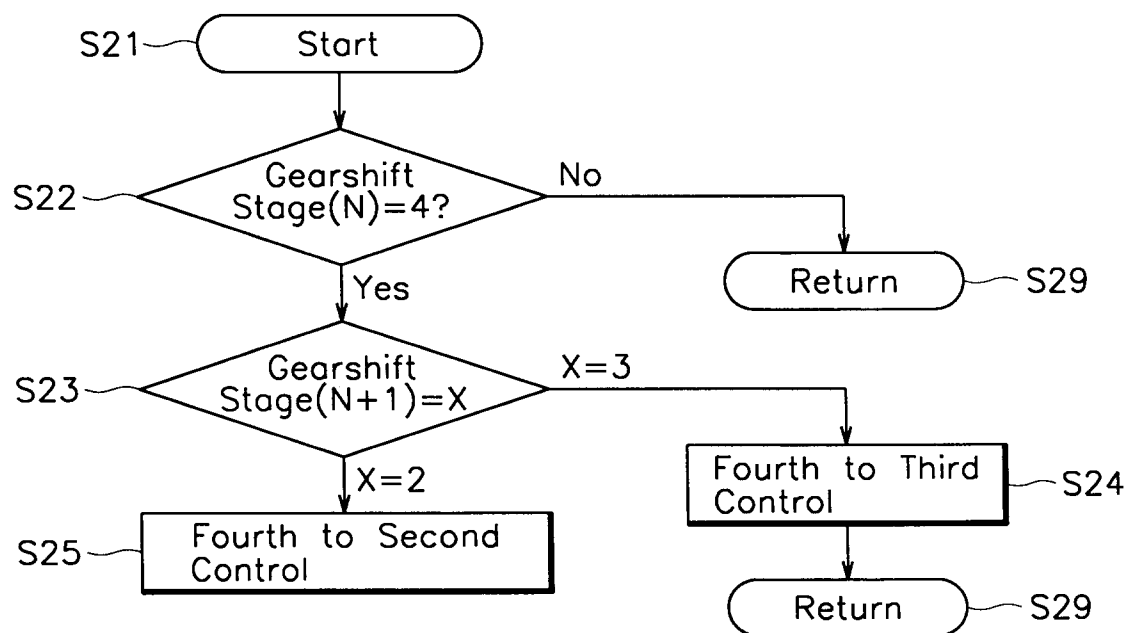 S21
Start
S22
Gearshift
Stage(N)=4?
No
Return
S29
Yes
S23
Gearshift
Stage(N+1)=X
X=3
Fourth to Third
Control
S24
X=2
S25
Fourth to Second
Control
Return
S29